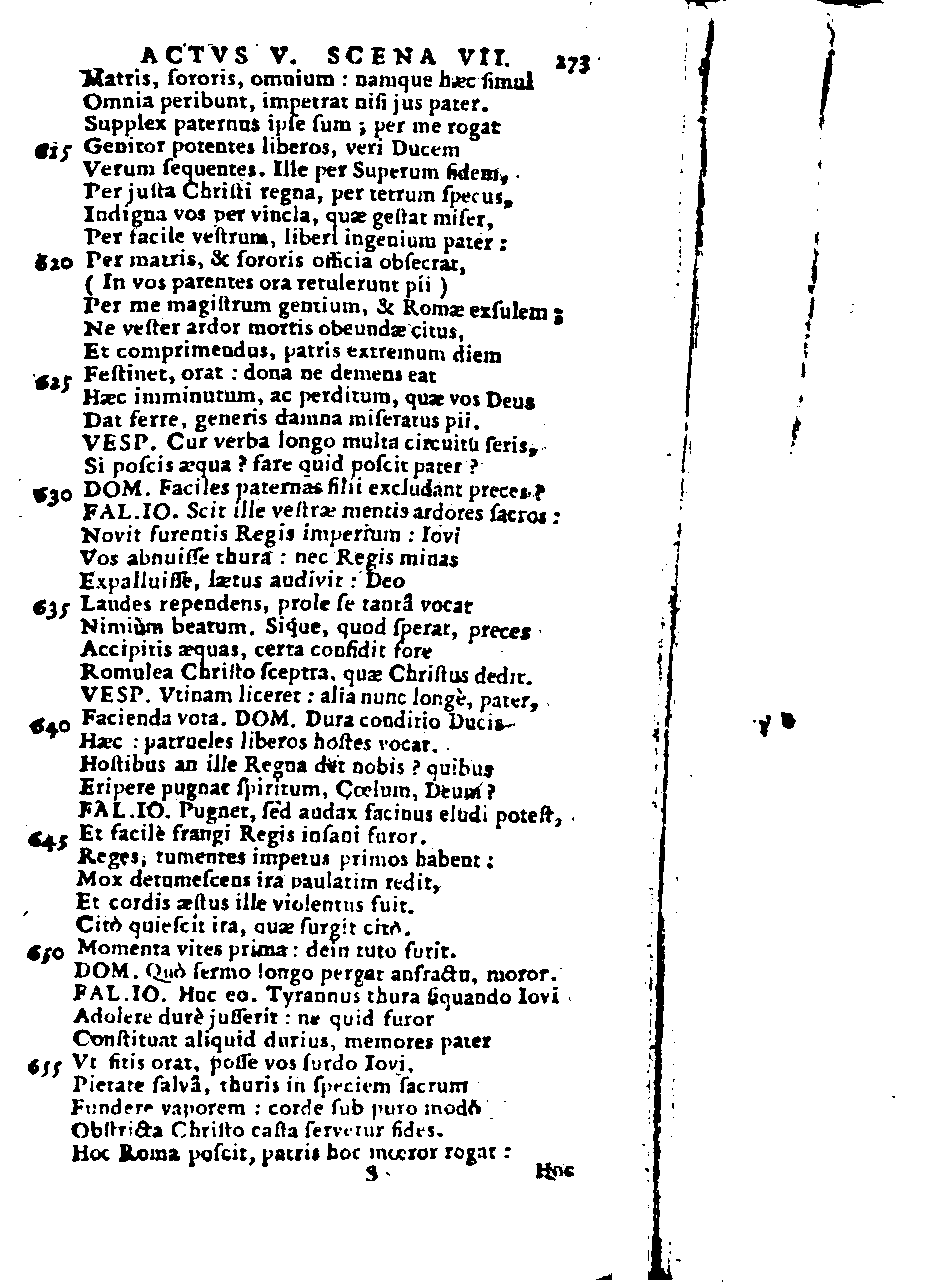 ACTVS V. SCENA VII. 273
Matris, ſororis, omnium : namque hæc ſimul
Omnia peribunt, impetrat niſi jus pater.
Supplex paternus ipſe ſum ; per me rogat
615 Genitor potentes liberos, veri Ducem
Verum ſequentes. Ille per Superum fidem,
Per juſta Chriſti regna, per tetrum ſpecus,
Indigna vos per vincla, quæ geſtat miſer,
Per facile veſtrum, liberi ingenium pater :
620 Per matris, & ſororis officia obſecrat,
( In vos parentes ora retulerunt pii )
Per me magiſtrum gentium, & Romæ exſulem ;
Ne veſter ardor mortis obeundæ citus,
Et comprimendus, patris extremum diem
625 Feſtinet, orat : dona ne demens eat
Hæc imminutum, ac perditum, quæ vos Deus
Dat ferre, generis damna miſeratus pii.
VESP. Cur verba longo multa circuitu ſeris,
Si poſcis æqua ? fare quid poſcit pater ?
630 DOM. Faciles paternas filii excludant preces ?
FAL.IO. Scit ille veſtræ mentis ardores ſacros :
Novit furentis Regis imperium : Iovi
Vos abnuiſſe thura : nec Regis minas
Expalluiſſe, lætus audivit : Deo
635 Laudes rependens, prole ſe tantâ vocat
Nimiùm beatum. Sique, quod ſperat, preces
Accipitis æquas, certa confidit fore
Romulea Chriſto ſceptra, quæ Chriſtus dedit.
VESP. Vtinam liceret : alia nunc longè, pater,
640 Facienda vota. DOM. Dura conditio Ducis
Hæc : patrueles liberos hoſtes vocat.
Hoſtibus an ille Regna det nobis ? quibus
Eripere pugnat ſpiritum, Cœlum, Deum ?
FAL.IO. Pugnet, ſed audax facinus eludi poteſt,
645 Et facilè frangi Regis inſani furor.
Reges, tumentes impetus primos habent :
Mox detumeſcens ira paulatim redit,
Et cordis æſtus ille violentus fuit.
Citò quieſcit ira, quæ ſurgit citò.
650 Momenta vites prima : dein tuto furit.
DOM. Quò ſermo longo pergat anfractu, moror.
FAL.IO. Huc eo. Tyrannus thura ſiquando Iovi
Adolere durè juſſerit : ne quid furor
Conſtituat aliquid durius, memores pater
655 Vt ſitis orat, poſſe vos ſurdo Iovi,
Pietate ſalvâ, thuris in ſpeciem ſacrum
Fundere vaporem : corde ſub puro modò
Obſtricta Chriſto caſta ſervetur fides.
Hoc Roma poſcit, patris hoc mœror rogat :
S Hoc